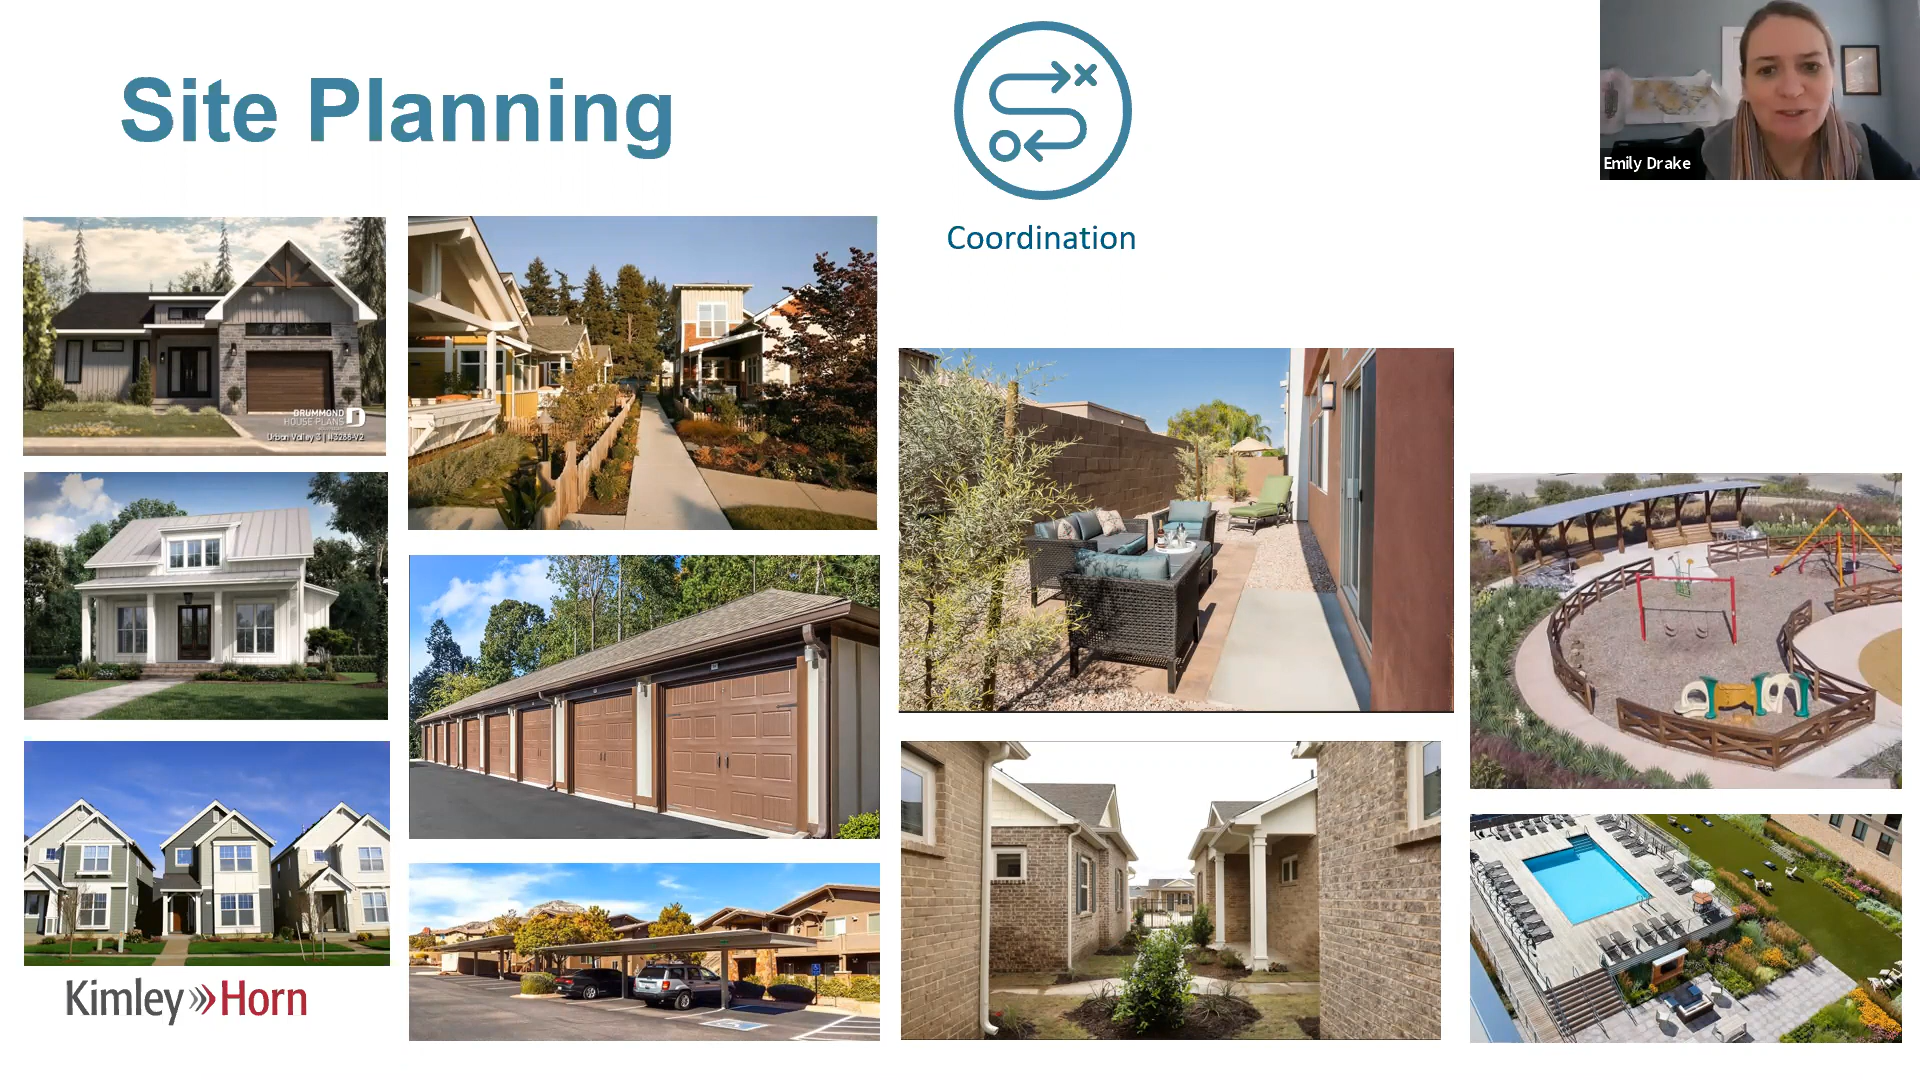 Site Planning
Coordination
Emily Drake
DRUMMOND
HOUSE PLANS
Urban Valley 3 | #3288-V2
Kimley»Horn